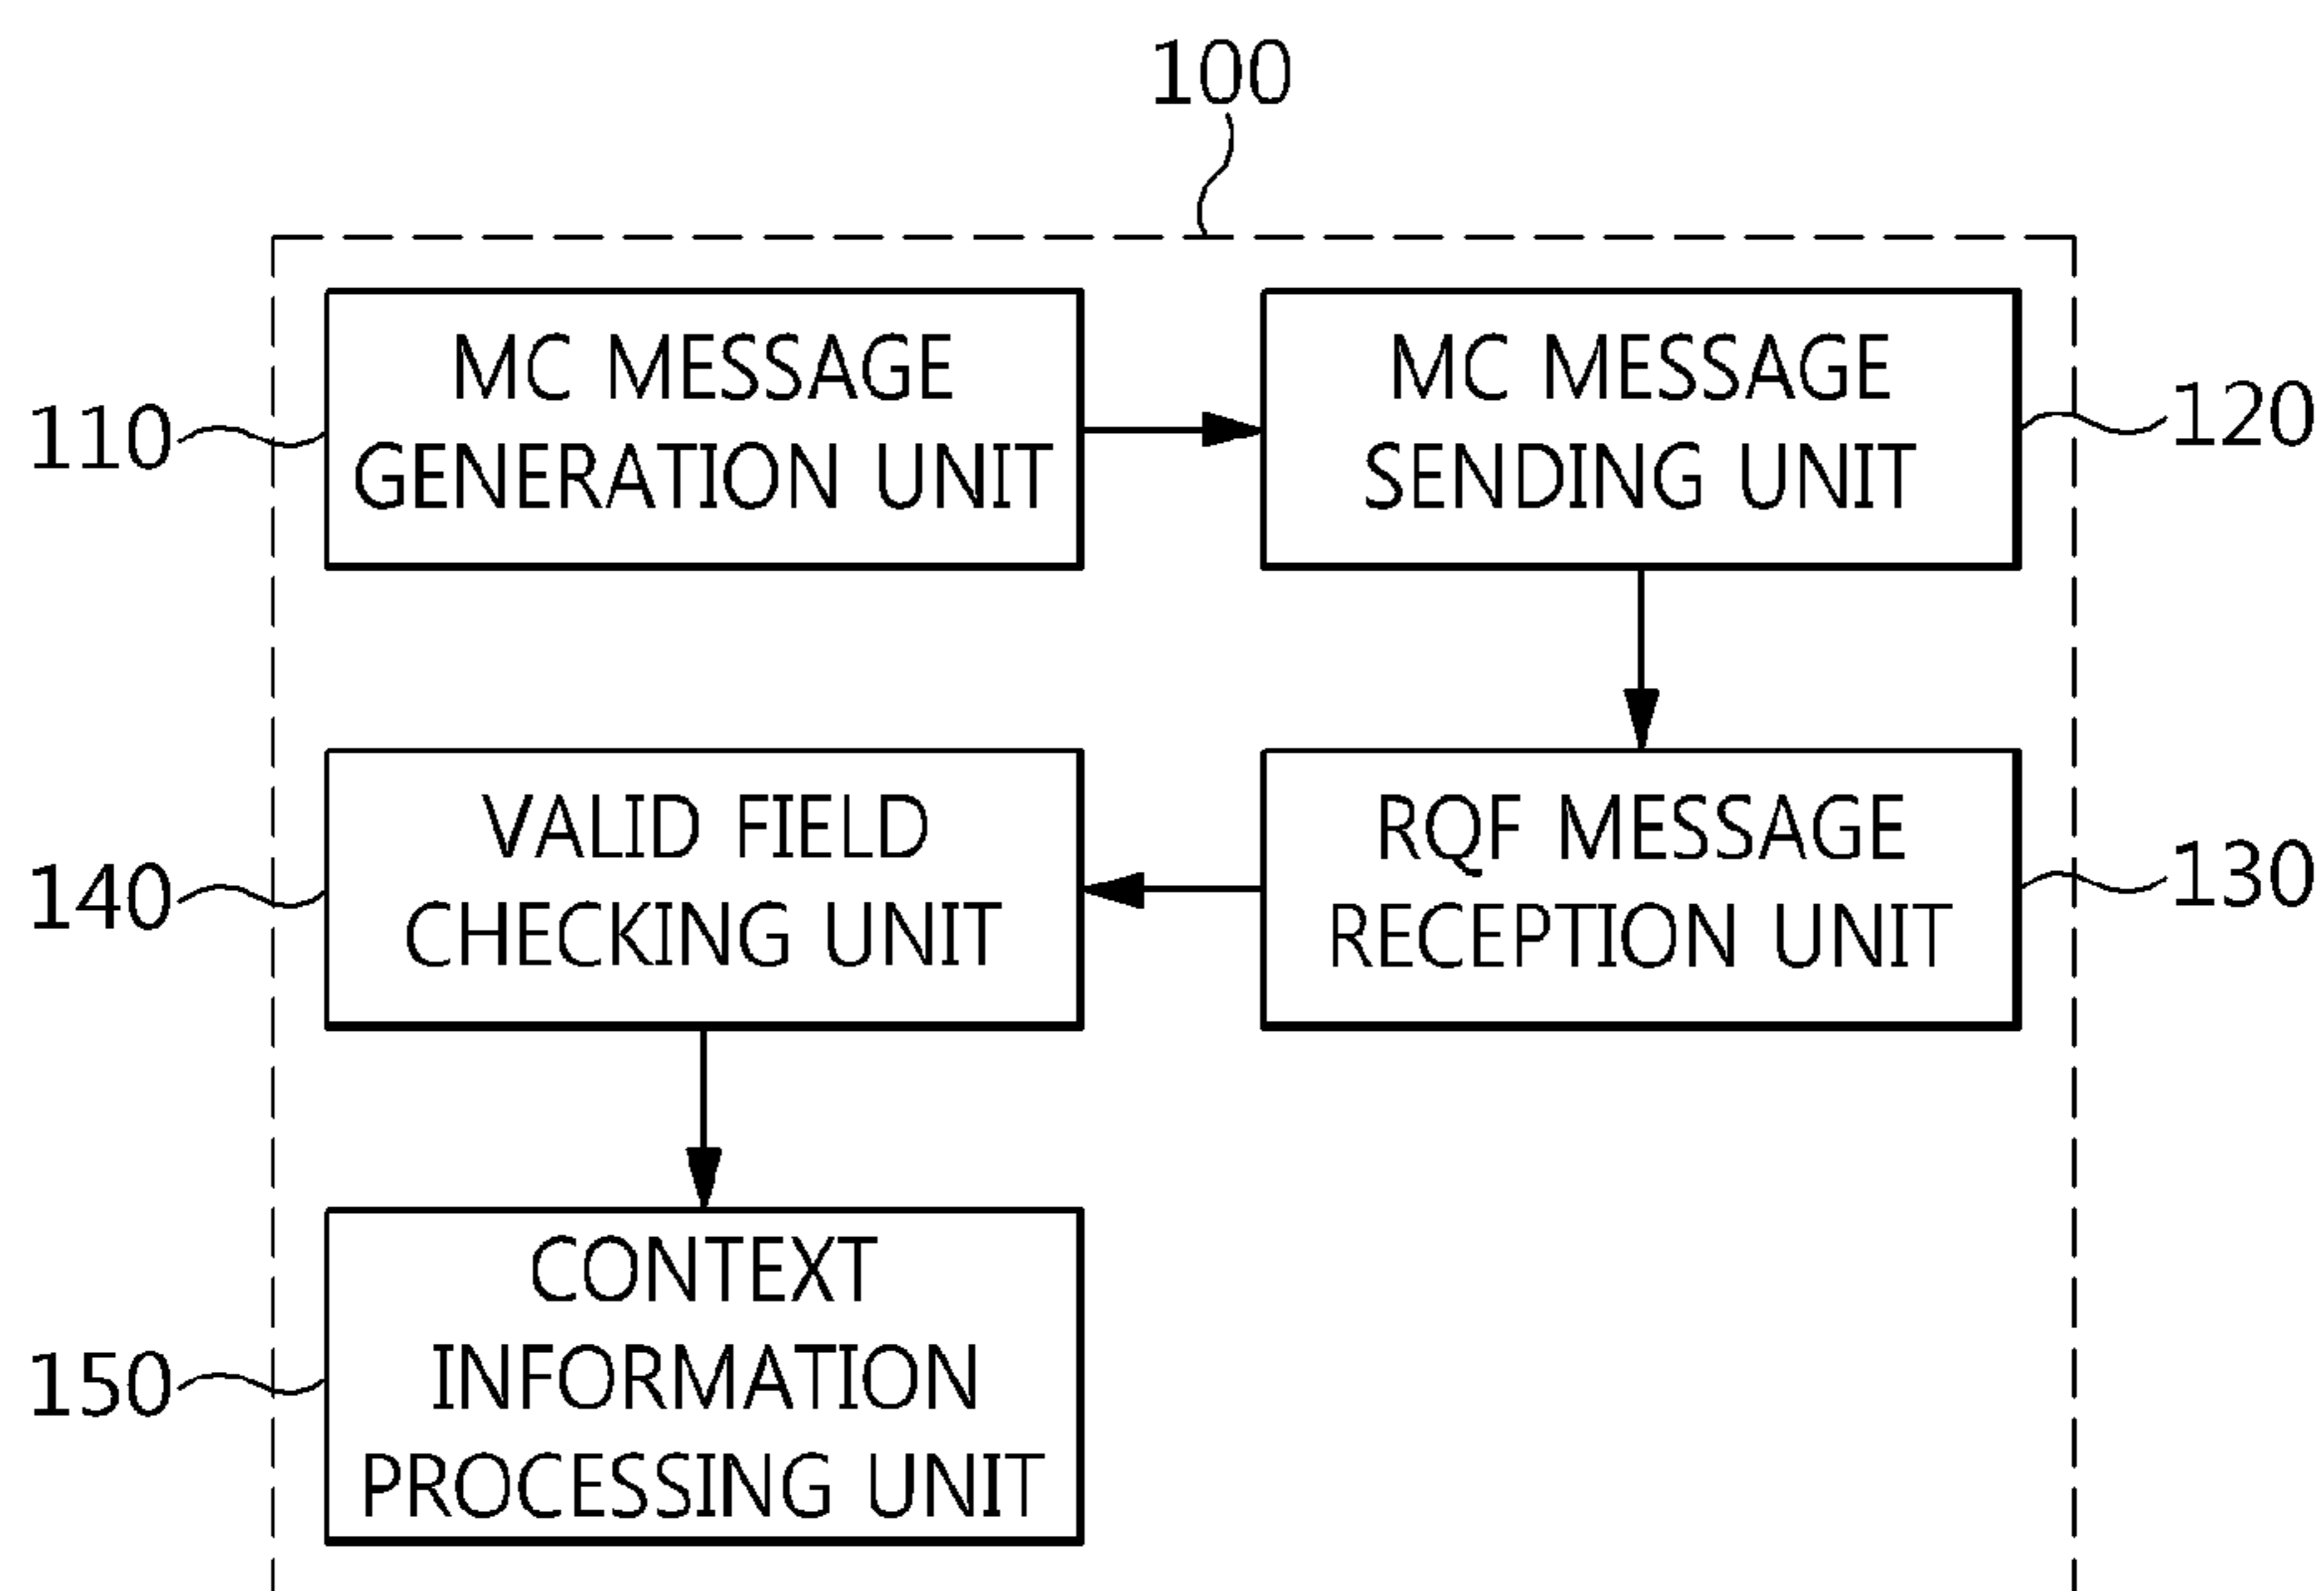 100
MC MESSAGE
GENERATION UNIT
110
MC MESSAGE
SENDING UNIT
120
VALID FIELD
CHECKING UNIT
140
RQF MESSAGE
RECEPTION UNIT
130
CONTEXT
INFORMATION
PROCESSING UNIT
150